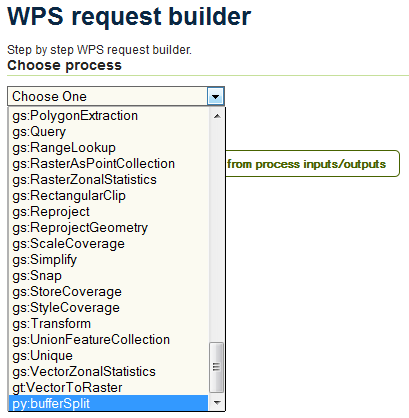 WPS request builder
Step by step WPS request builder.
Choose process
Choose One
gs:PolygonExtraction
gs:Query
gs:RangeLookup
gs:RasterAsPointCollection
from process inputs/outputs
gs:RasterZonalStatistics
gs:RectangularClip
gs:Reproject
gs:ReprojectGeometry
gs:ScaleCoverage
gs:Simplify
gs:Snap
gs:StoreCoverage
gs:StyleCoverage
gs:Transform
gs:UnionFeatureCollection
gs:Unique
gs:VectorZonalStatistics
gt:VectorToRaster
py:bufferSplit